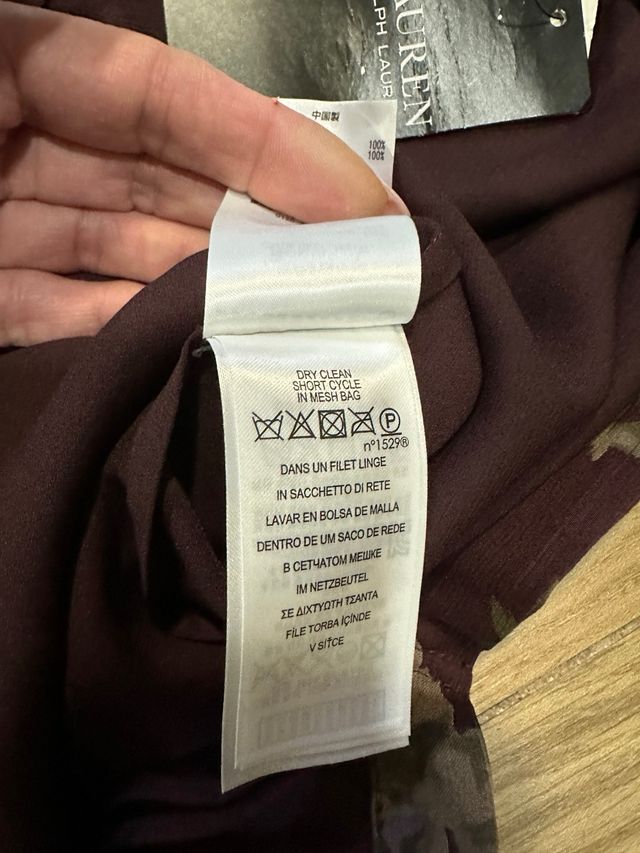 LAUREN
RALPH LAUR
中国製
100%
100%
DRY CLEAN
SHORT CYCLE
IN MESH BAG
P
n°1529®
DANS UN FILET LINGE
IN SACCHETTO DI RETE
LAVAR EN BOLSA DE MALLA
DENTRO DE UM SACO DE REDE
В СЕТЧАТОМ МЕШКЕ
IM NETZBEUTEL
ΣΕ ΔΙΧΤΥΩΤΗ ΤΣΑΝΤΑ
FİLE TORBA İÇİNDE
V SÍŤCE